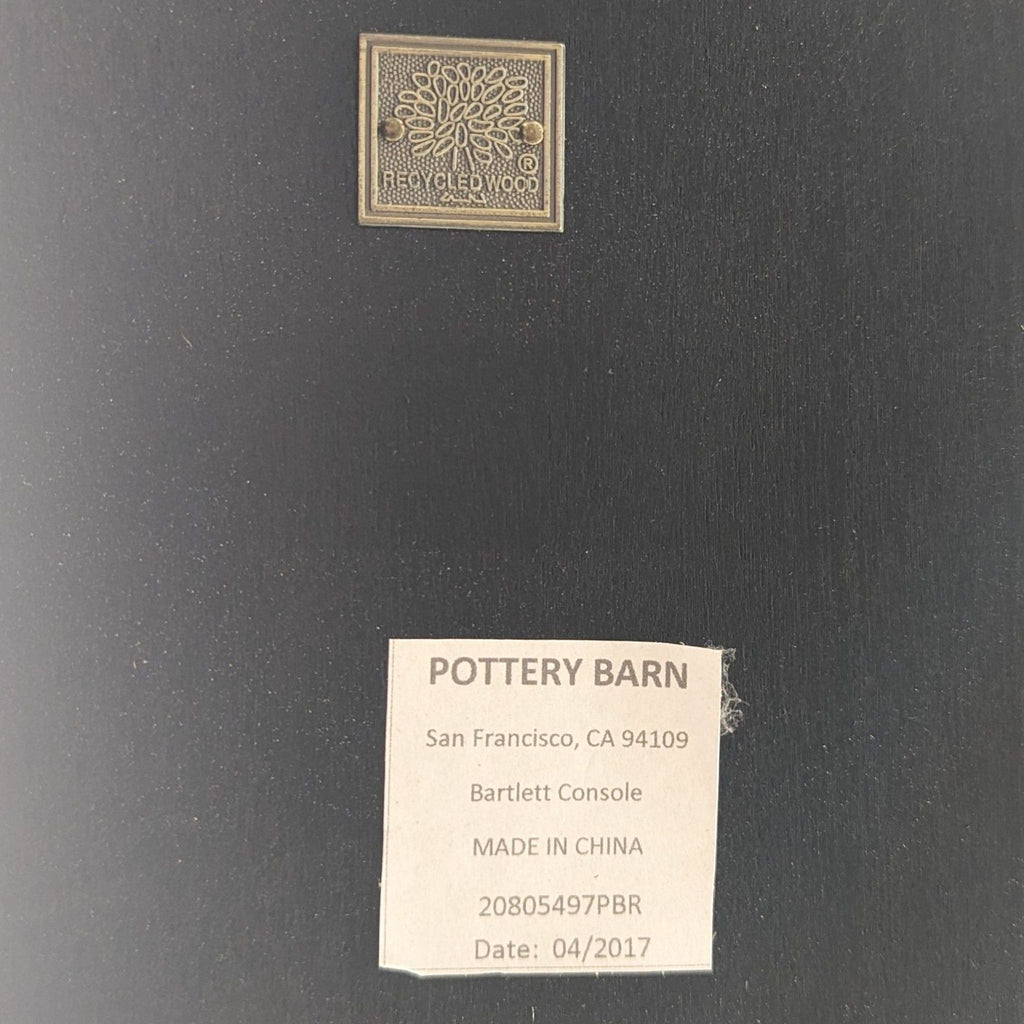 ®
RECYCLED WOOD
POTTERY BARN
San Francisco, CA 94109
Bartlett Console
MADE IN CHINA
20805497PBR
Date: 04/2017